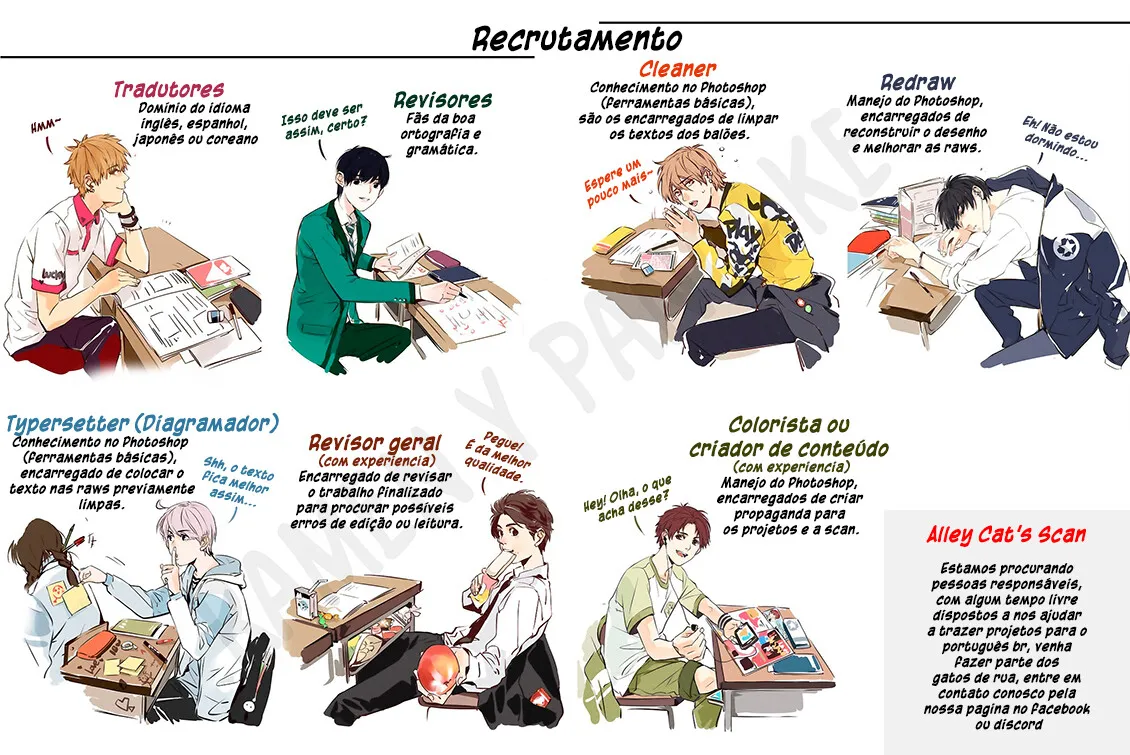 Recrutamento
Tradutores
Domínio do idioma
inglês, espanhol,
japonês ou coreano
Hmm~
Revisores
Fãs da boa
ortografia e
gramática.
Isso deve ser
assim, certo?
Cleaner
Conhecimento no Photoshop
(ferramentas básicas),
são os encarregados de limpar
os textos dos balões.
Espere um
pouco mais~
Redraw
Manejo do Photoshop,
encarregados de
reconstruir o desenho
e melhorar as raws.
Eh! Não estou
dormindo...
Typersetter (Diagramador)
Conhecimento no Photoshop
(ferramentas básicas),
encarregado de colocar o
texto nas raws previamente
limpas.
Shh, o texto
fica melhor
assim...
Revisor geral
(com experiencia)
Encarregado de revisar
o trabalho finalizado
para procurar possíveis
erros de edição ou leitura.
Pegue!
É da melhor
qualidade.
Colorista ou
criador de conteúdo
(com experiencia)
Manejo do Photoshop,
encarregados de criar
propaganda para
os projetos e a scan.
Hey! Olha, o que
acha desse?
Alley Cat's Scan
Estamos procurando
pessoas responsáveis,
com algum tempo livre
dispostos a nos ajudar
a trazer projetos para o
português br, venha
fazer parte dos
gatos de rua, entre em
contato conosco pela
nossa pagina no facebook
ou discord